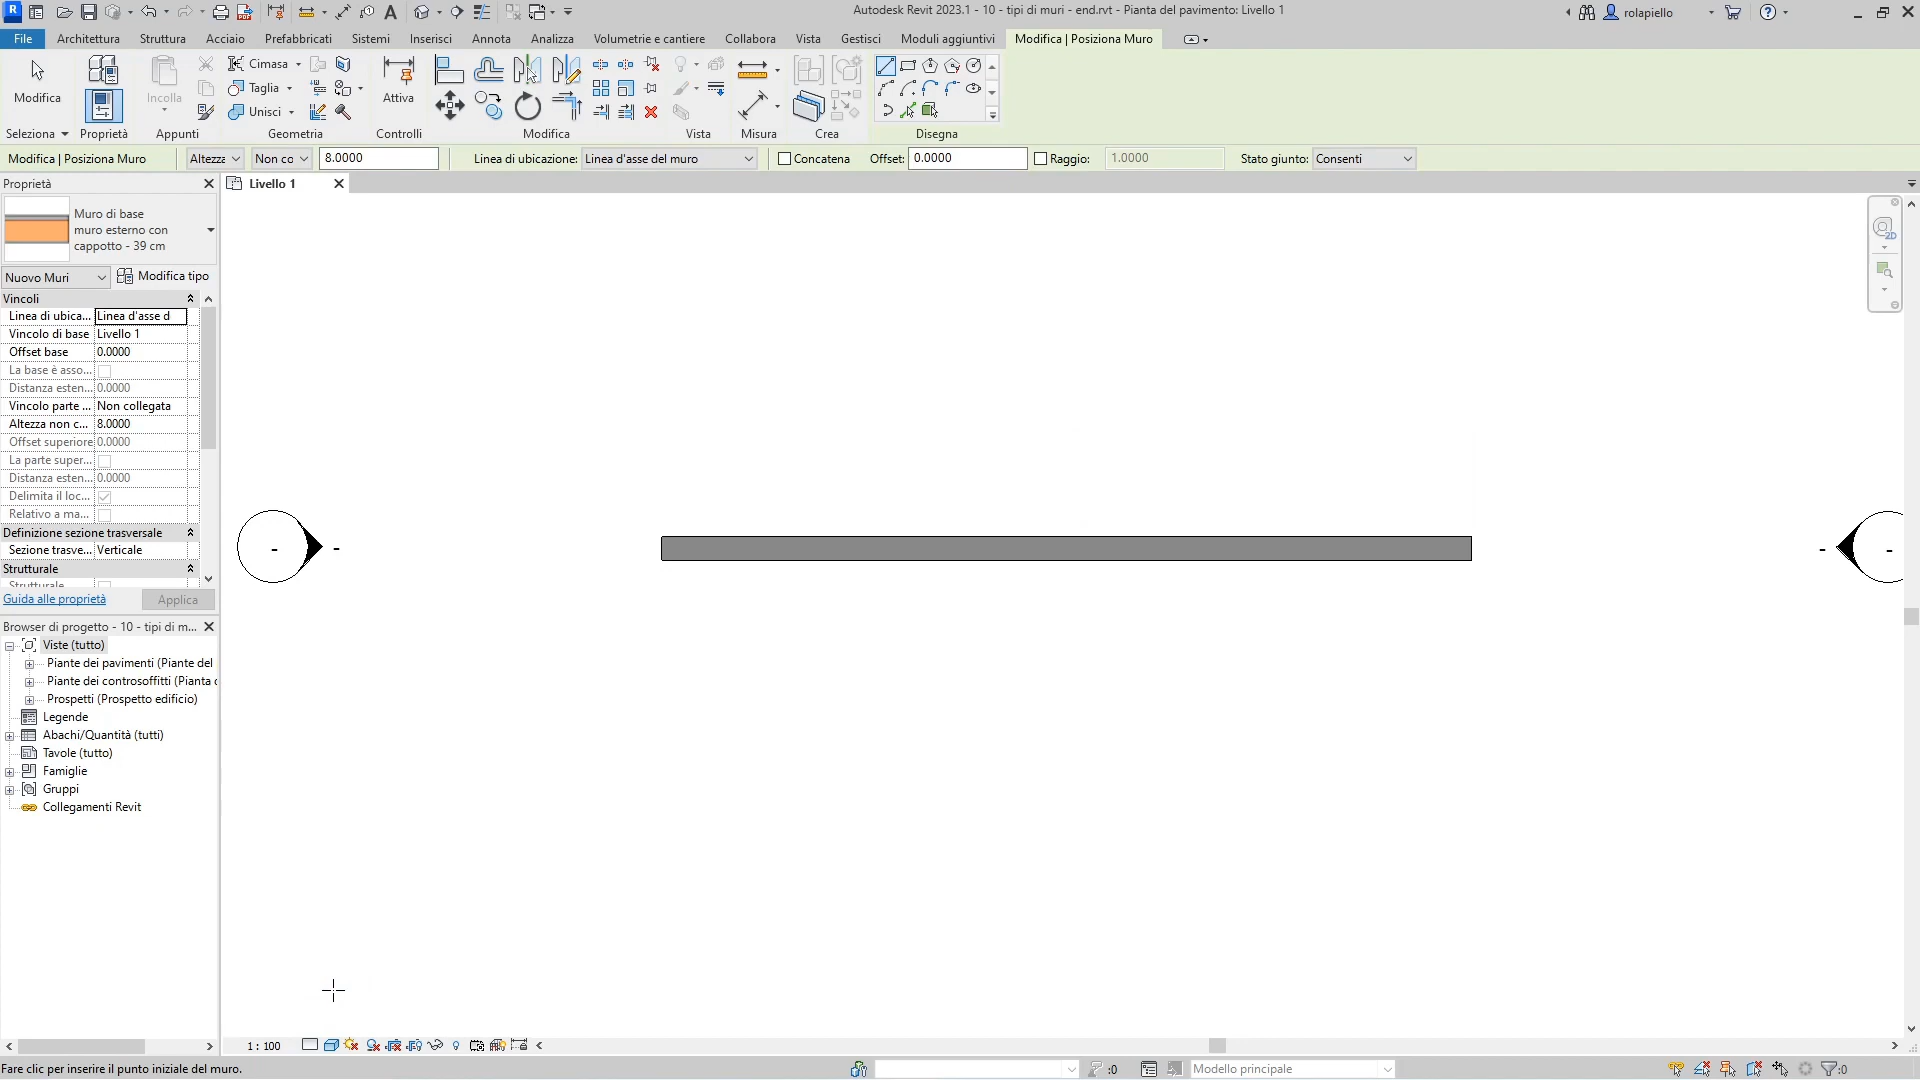 Autodesk Revit 2023.1 - 10 - tipi di muri - end.rvt - Pianta del pavimento: Livello 1
rolapiello
File Architettura Struttura Acciaio Prefabbricati Sistemi Inserisci Annota Analizza Volumetrie e cantiere Collabora Vista Gestisci Moduli aggiuntivi Modifica | Posiziona Muro
Modifica
Incolla
Cimasa
Taglia
Unisci
Attiva
Seleziona Proprietà Appunti Geometria Controlli Modifica Vista Misura Crea Disegna
Modifica | Posiziona Muro Altezza Non co 8.0000 Linea di ubicazione: Linea d'asse del muro Concatena Offset: 0.0000 Raggio: 1.0000 Stato giunto: Consenti
Proprietà
Livello 1
Muro di base
muro esterno con
cappotto - 39 cm
Nuovo Muri Modifica tipo
Vincoli
Linea di ubica... Linea d'asse d
Vincolo di base Livello 1
Offset base 0.0000
La base è asso...
Distanza esten... 0.0000
Vincolo parte ... Non collegata
Altezza non c... 8.0000
Offset superiore 0.0000
La parte super...
Distanza esten... 0.0000
Delimita il loc...
Relativo a ma...
Definizione sezione trasversale
Sezione trasve... Verticale
Strutturale
Strutturale
Guida alle proprietà Applica
Browser di progetto - 10 - tipi di m...
Viste (tutto)
Piante dei pavimenti (Piante del
Piante dei controsoffitti (Pianta
Prospetti (Prospetto edificio)
Legende
Abachi/Quantità (tutti)
Tavole (tutto)
Famiglie
Gruppi
Collegamenti Revit
1 : 100
Fare clic per inserire il punto iniziale del muro.
:0
Modello principale
:0